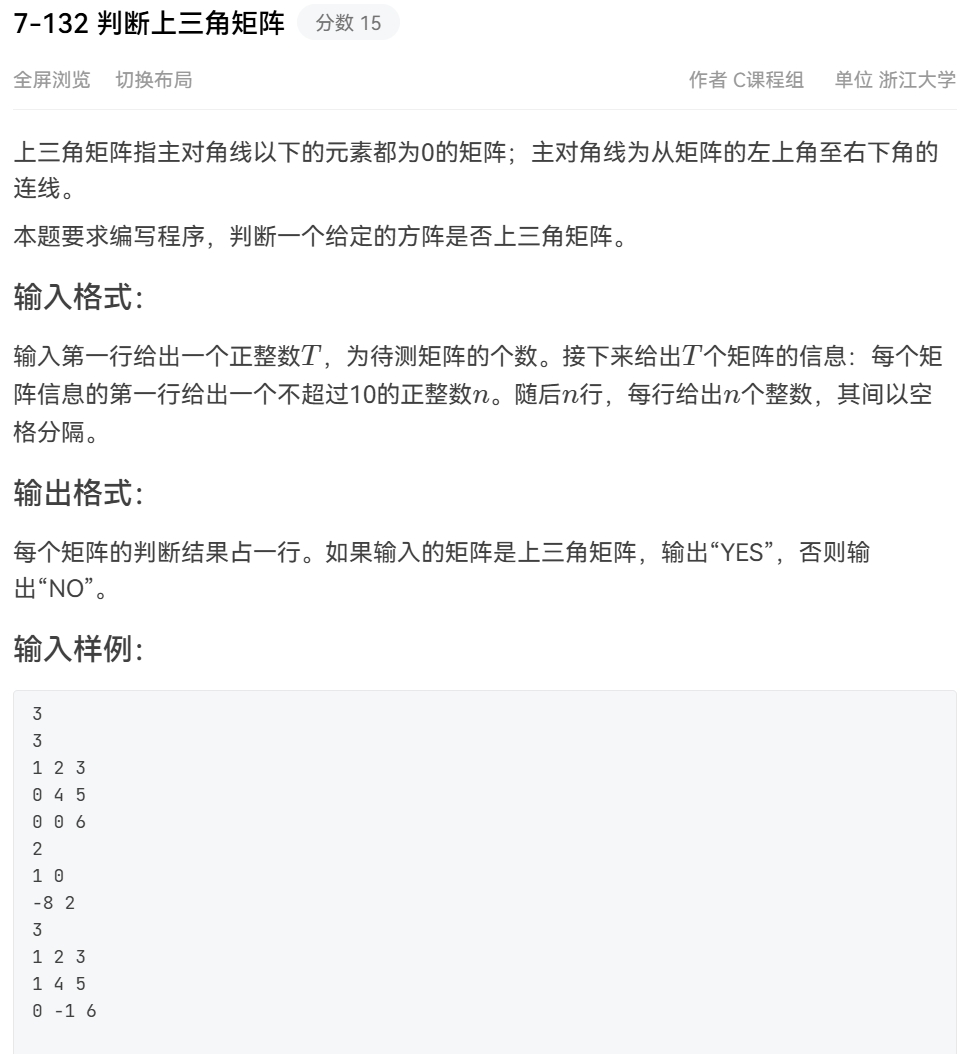 7-132 判断上三角矩阵 分数 15
全屏浏览 切换布局 作者 C课程组 单位 浙江大学
上三角矩阵指主对角线以下的元素都为0的矩阵；主对角线为从矩阵的左上角至右下角的
连线。
本题要求编写程序，判断一个给定的方阵是否上三角矩阵。
输入格式：
输入第一行给出一个正整数T，为待测矩阵的个数。接下来给出T个矩阵的信息：每个矩
阵信息的第一行给出一个不超过10的正整数n。随后n行，每行给出n个整数，其间以空
格分隔。
输出格式：
每个矩阵的判断结果占一行。如果输入的矩阵是上三角矩阵，输出“YES”，否则输
出“NO”。
输入样例：
3
3
1 2 3
0 4 5
0 0 6
2
1 0
-8 2
3
1 2 3
1 4 5
0 -1 6